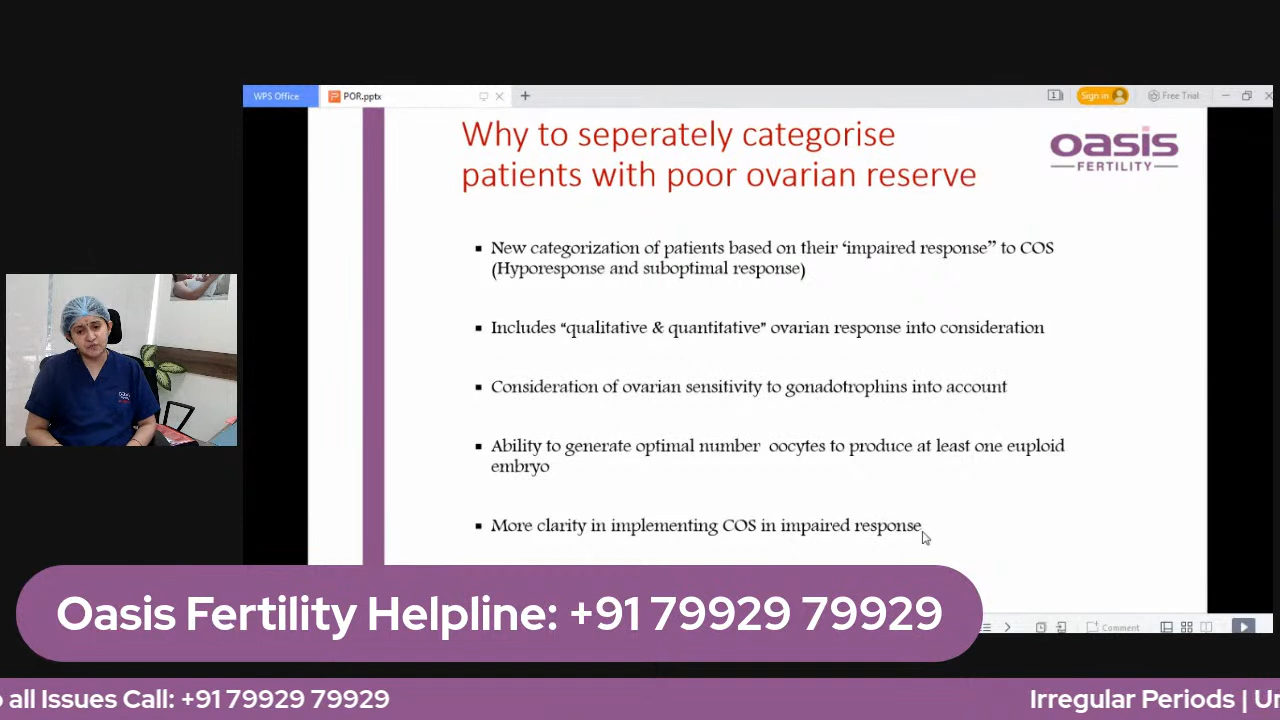 WPS Office
POR.pptx
Sign in
Free Trial
Why to seperately categorise
patients with poor ovarian reserve
oasis
FERTILITY
New categorization of patients based on their ‘impaired response” to COS
(Hyporesponse and suboptimal response)
Includes “qualitative & quantitative” ovarian response into consideration
Consideration of ovarian sensitivity to gonadotrophins into account
Ability to generate optimal number oocytes to produce at least one euploid
embryo
More clarity in implementing COS in impaired response
Oasis Fertility Helpline: +91 79929 79929
Comment
all Issues Call: +91 79929 79929
Irregular Periods |